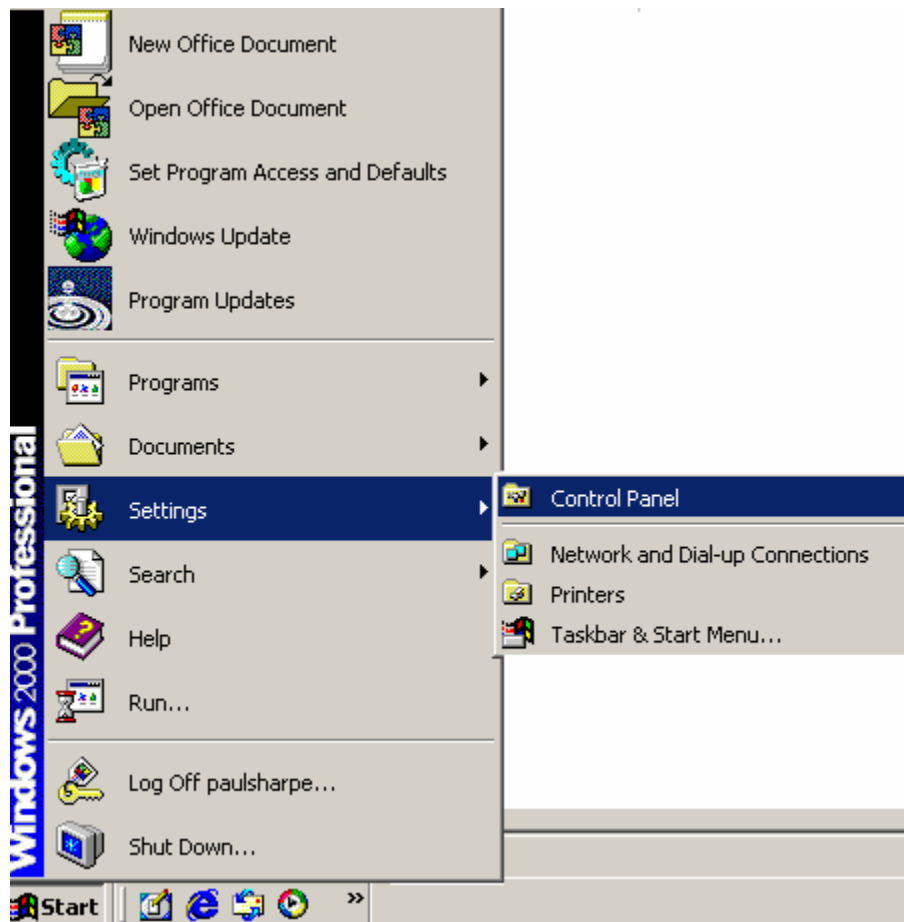 New Office Document
Open Office Document
Set Program Access and Defaults
Windows Update
Program Updates
Programs
Documents
Settings
Control Panel
Network and Dial-up Connections
Printers
Taskbar & Start Menu...
Search
Help
Run...
Log Off paulsharpe...
Shut Down...
Windows 2000 Professional
Start
»